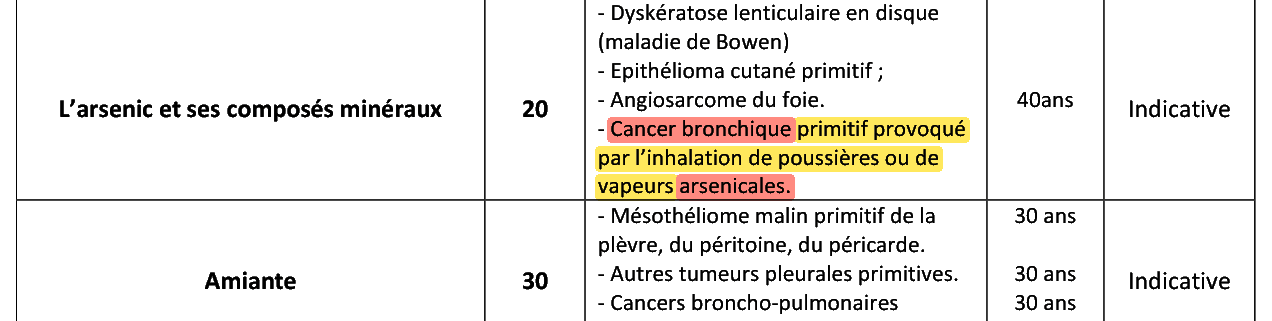 - Dyskératose lenticulaire en disque
(maladie de Bowen)
- Epithélioma cutané primitif ;
- Angiosarcome du foie.
- Cancer bronchique primitif provoqué
par l’inhalation de poussières ou de
vapeurs arsenicales.
L’arsenic et ses composés minéraux
20
40ans
Indicative
- Mésothéliome malin primitif de la
plèvre, du péritoine, du péricarde.
- Autres tumeurs pleurales primitives.
- Cancers broncho-pulmonaires
Amiante
30
30 ans
30 ans
30 ans
Indicative